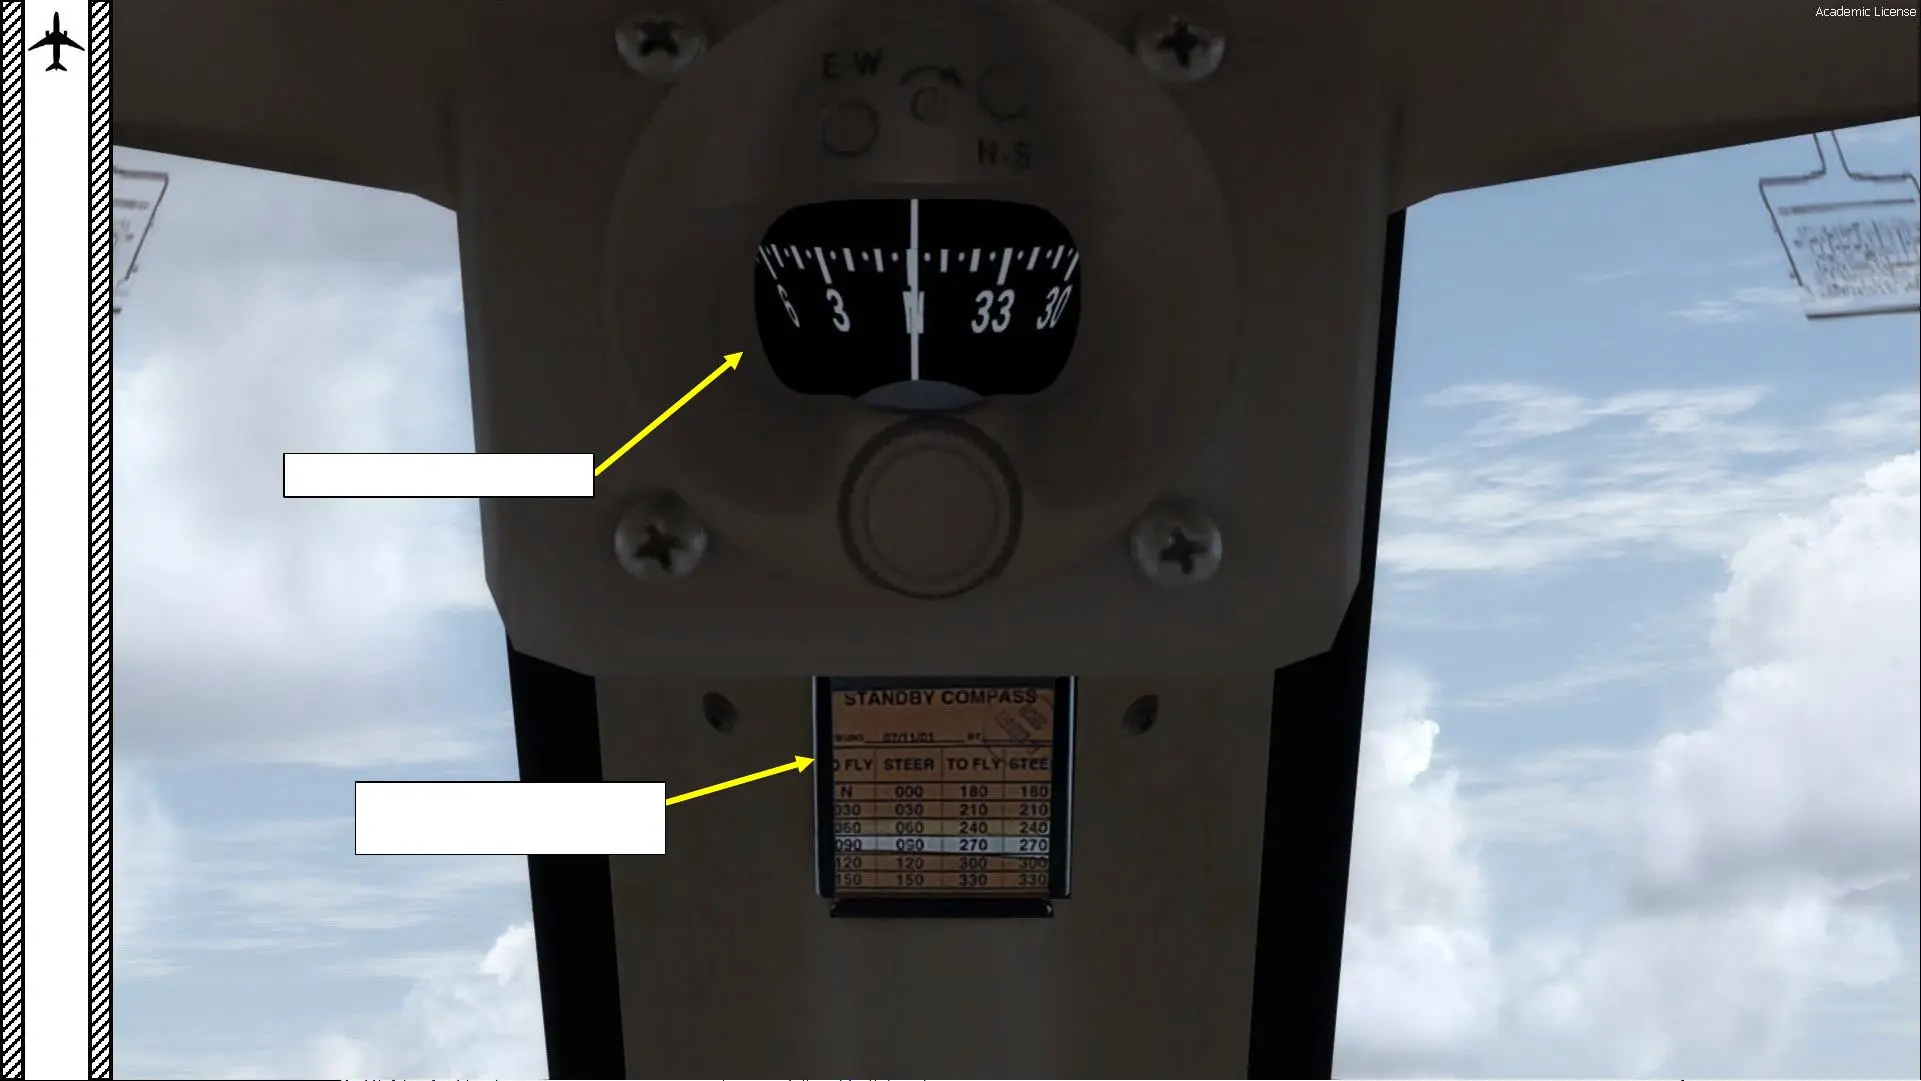 Academic License
E-W
N-S
6 3 N 33 30
STANDBY COMPASS
07/11/01 BY
O FLY STEER TO FLY STEE
N 000 180 180
030 030 210 210
060 060 240 240
090 090 270 270
120 120 300 300
150 150 330 330